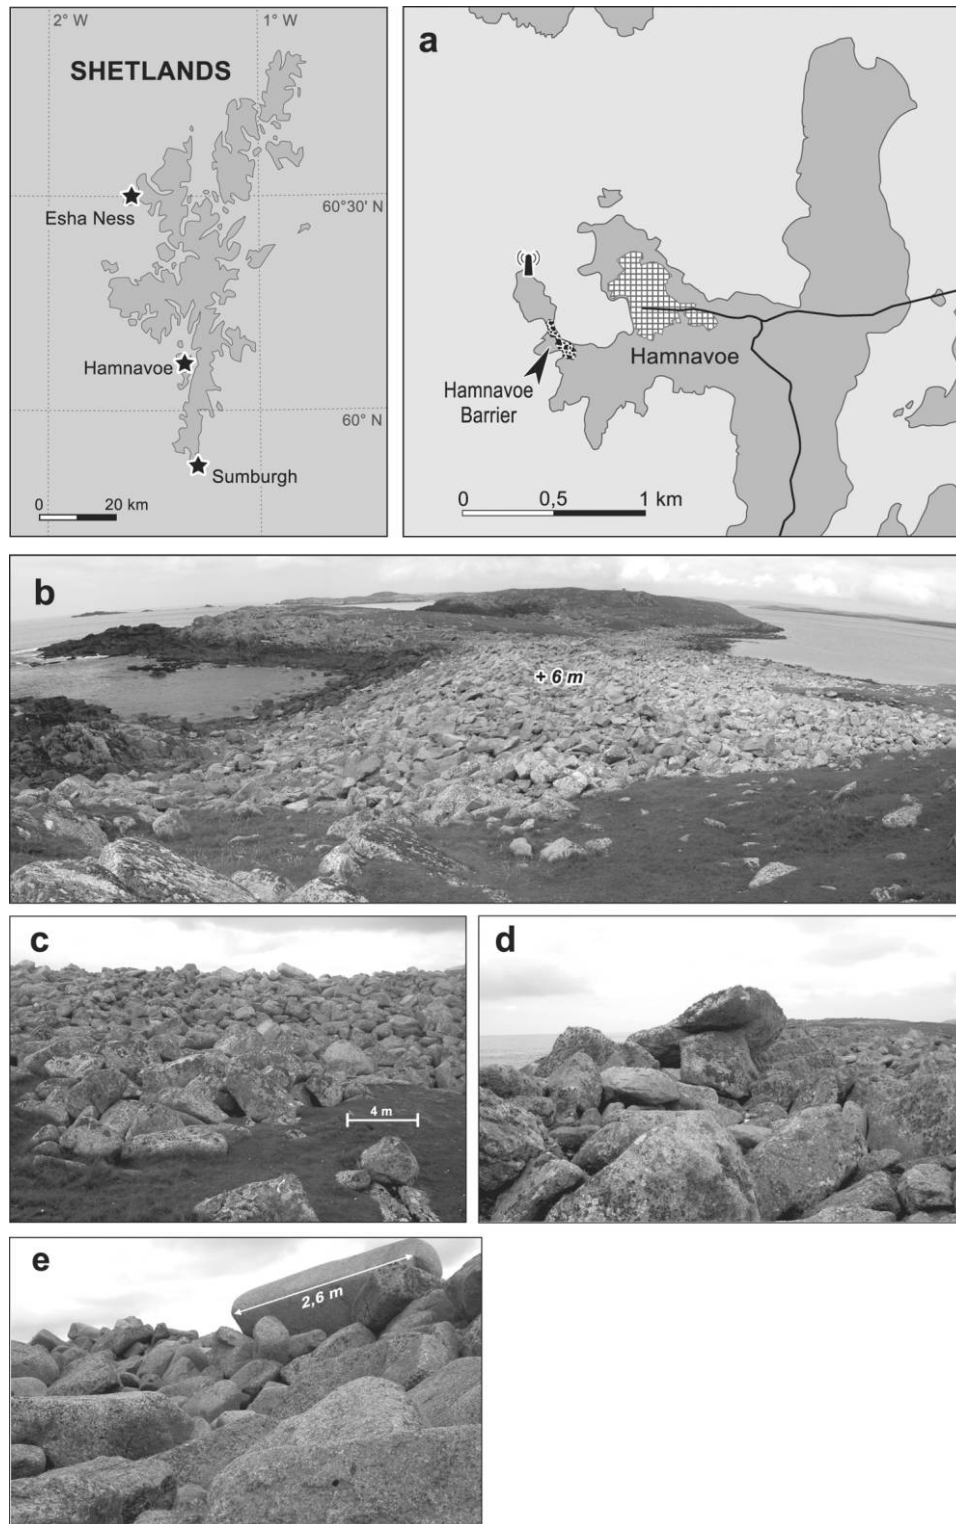 2° W
1° W
SHETLANDS
Esha Ness
60°30' N
Hamnavoe
60° N
Sumburgh
0 20 km
a
Hamnavoe
Hamnavoe
Barrier
0 0,5 1 km
b
+ 6 m
c
4 m
d
e
2,6 m